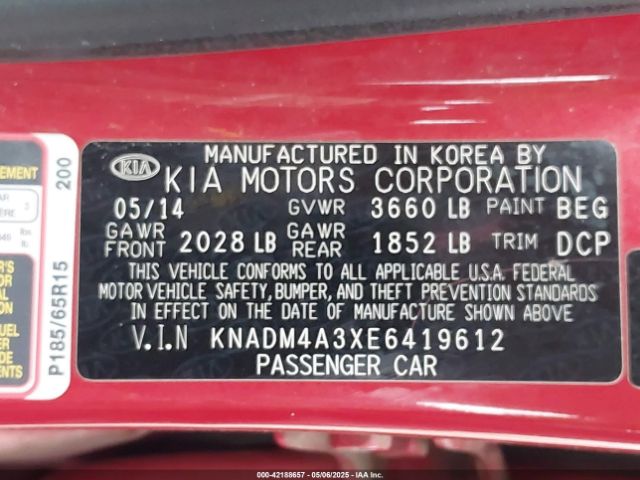 MANUFACTURED IN KOREA BY
KIA KIA MOTORS CORPORATION
05/14 GVWR 3660 LB PAINT BEG
GAWR FRONT 2028 LB GAWR REAR 1852 LB TRIM DCP
THIS VEHICLE CONFORMS TO ALL APPLICABLE U.S.A. FEDERAL
MOTOR VEHICLE SAFETY, BUMPER, AND THEFT PREVENTION STANDARDS
IN EFFECT ON THE DATE OF MANUFACTURE SHOWN ABOVE.
V.I.N KNADM4A3XE6419612
PASSENGER CAR
P185/65R15 200
000-42188657 - 05/06/2025 - IAAI.com